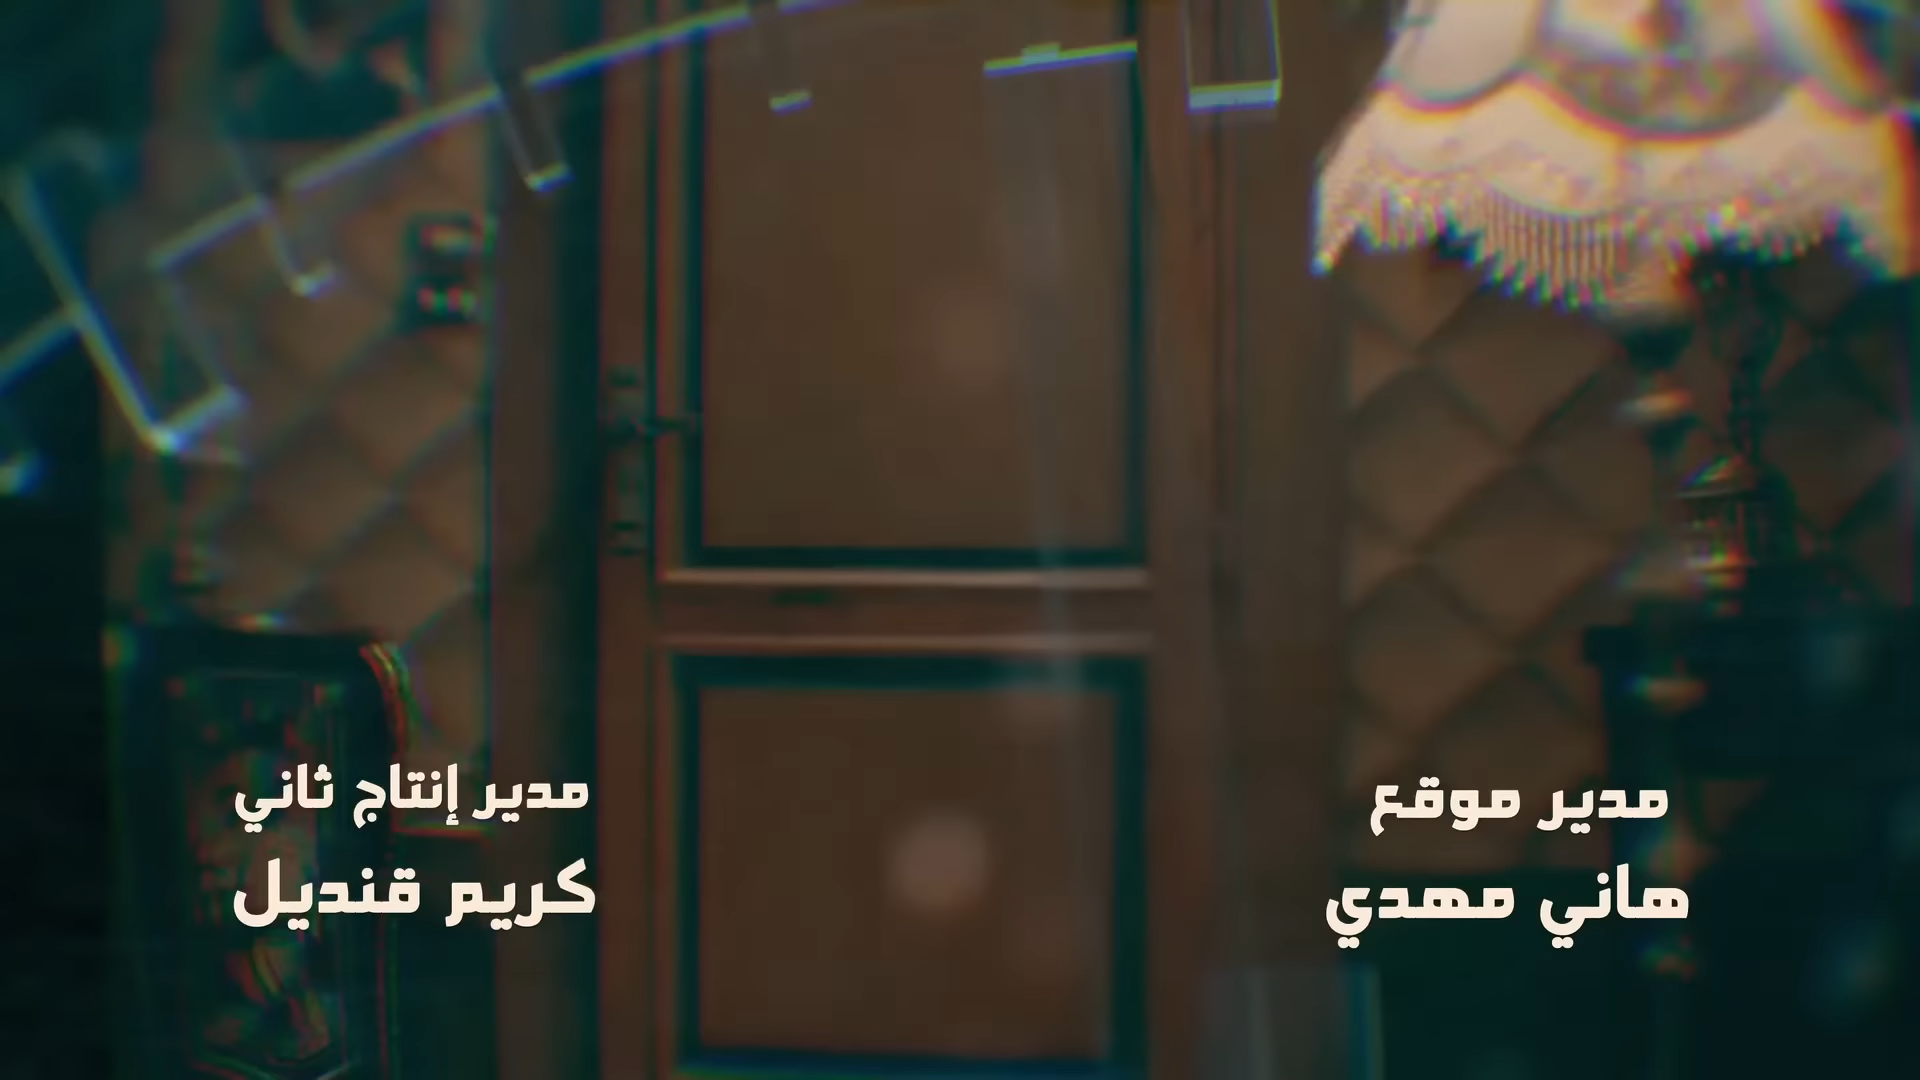 مدير موقع
هاني مهدي
مدير إنتاج ثاني
كريم قنديل